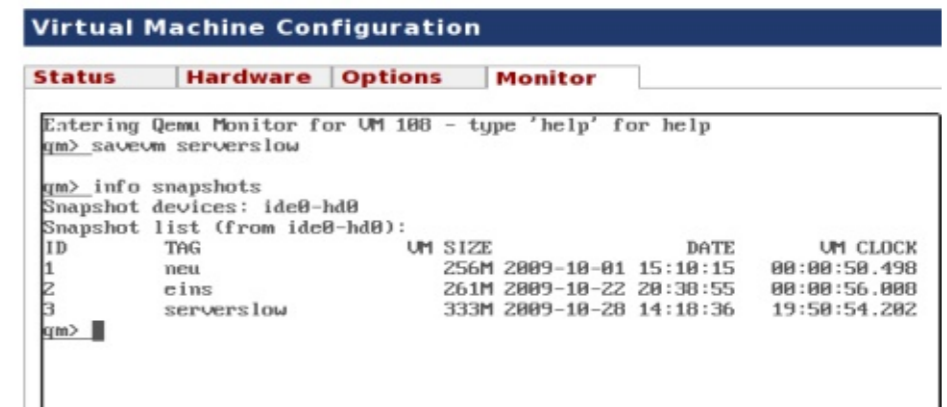 Virtual Machine Configuration
Status Hardware Options Monitor
Entering Qemu Monitor for VM 108 - type 'help' for help
qm> savevm serverslow
qm> info snapshots
Snapshot devices: ide0-hd0
Snapshot list (from ide0-hd0):
ID TAG VM SIZE DATE VM CLOCK
1 neu 256M 2009-10-01 15:10:15 00:00:50.498
2 eins 261M 2009-10-22 20:38:55 00:00:56.008
3 serverslow 333M 2009-10-28 14:18:36 19:50:54.202
qm>